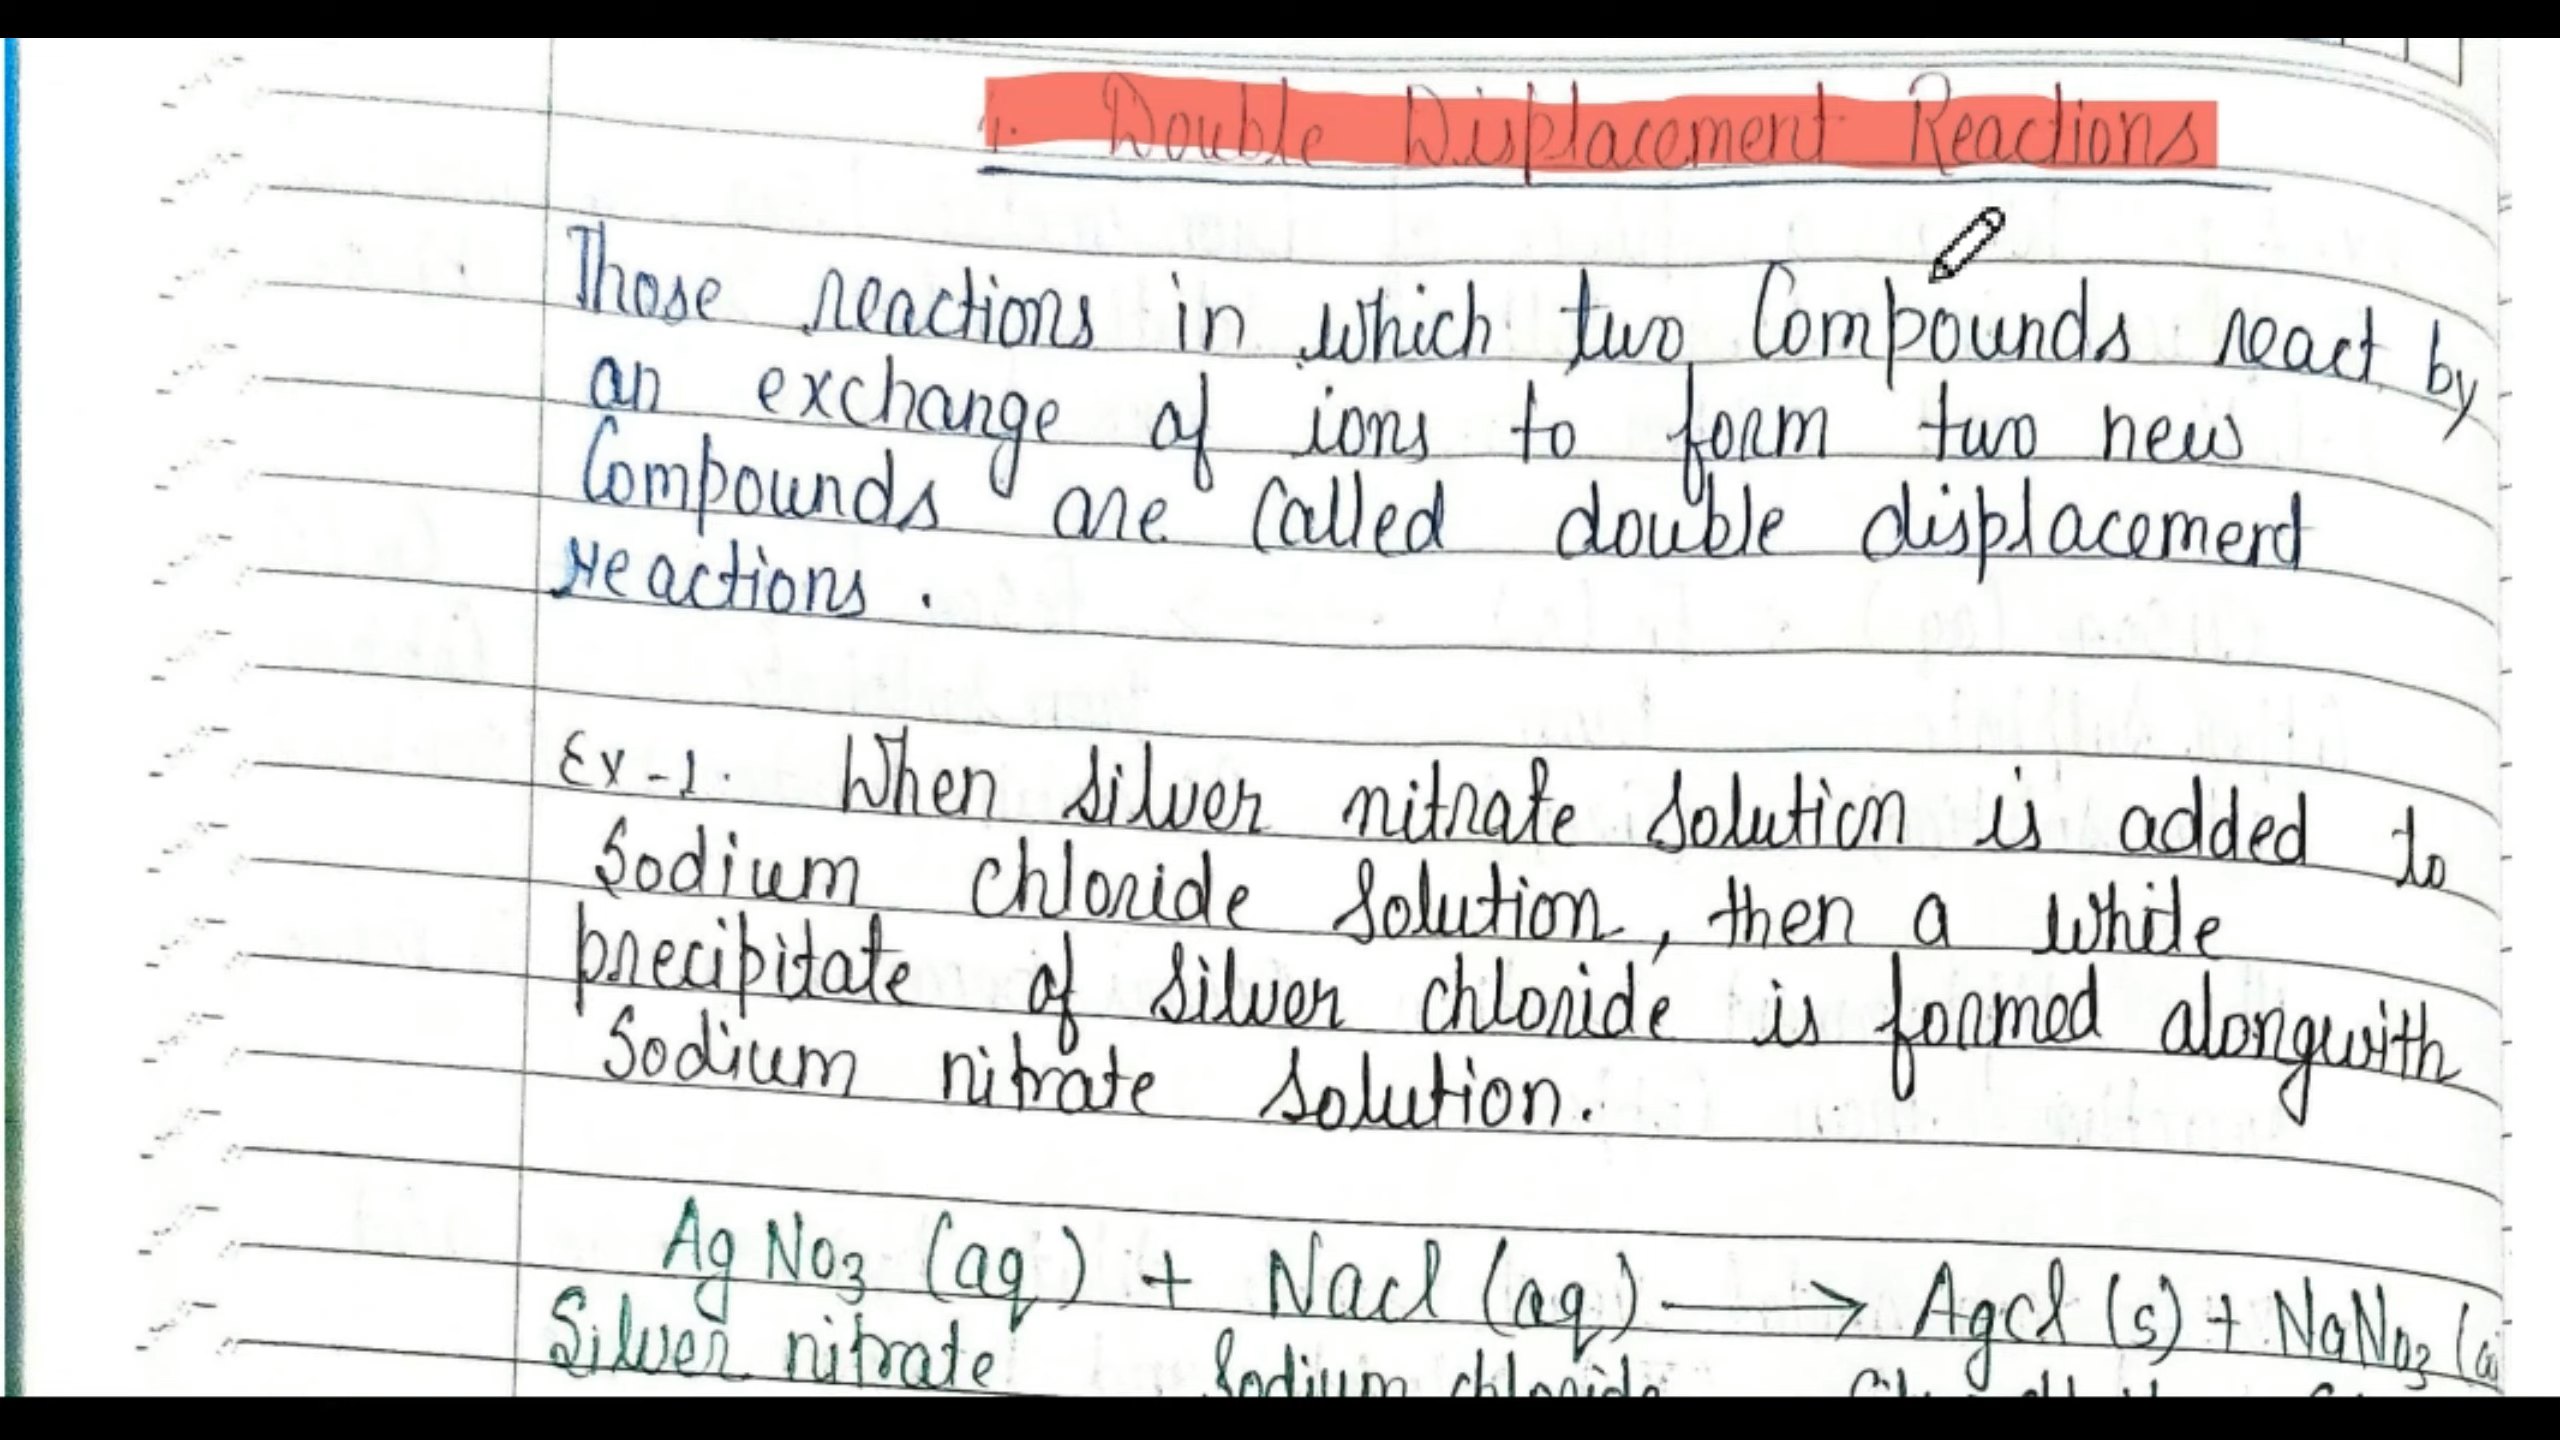 1. Double Displacement Reactions
Those reactions in which two Compounds react by
an exchange of ions to form two new
Compounds are called double displacement
reactions.
Ex-1. When silver nitrate solution is added to
Sodium chloride solution, then a white
precipitate of silver chloride is formed alongwith
Sodium nitrate solution.
AgNO3 (aq) + NaCl (aq) ⟶ AgCl (s) + NaNO3 (a
Silver nitrate Sodium chloride